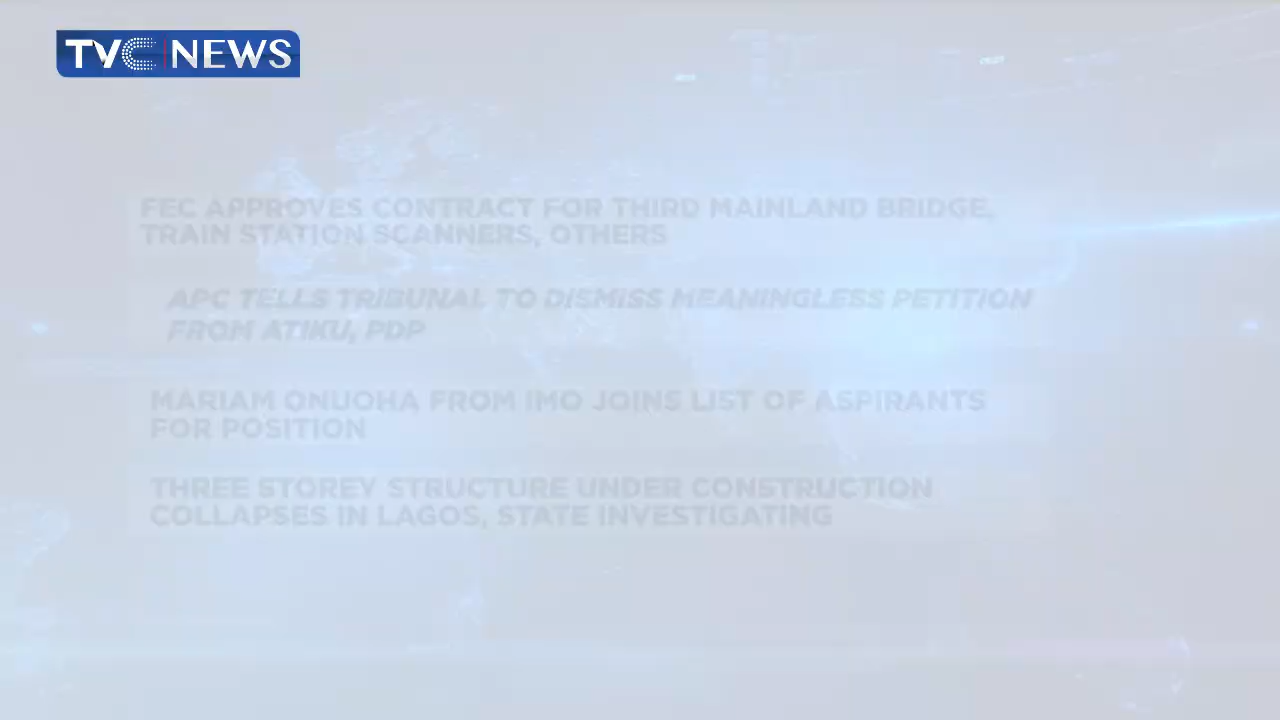 TVC NEWS
FEC APPROVES CONTRACT FOR THIRD MAINLAND BRIDGE,
TRAIN STATION SCANNERS, OTHERS
APC TELLS TRIBUNAL TO DISMISS MEANINGLESS PETITION
FROM ATIKU, PDP
MARIAM ONUOHA FROM IMO JOINS LIST OF ASPIRANTS
FOR POSITION
THREE STOREY STRUCTURE UNDER CONSTRUCTION
COLLAPSES IN LAGOS, STATE INVESTIGATING